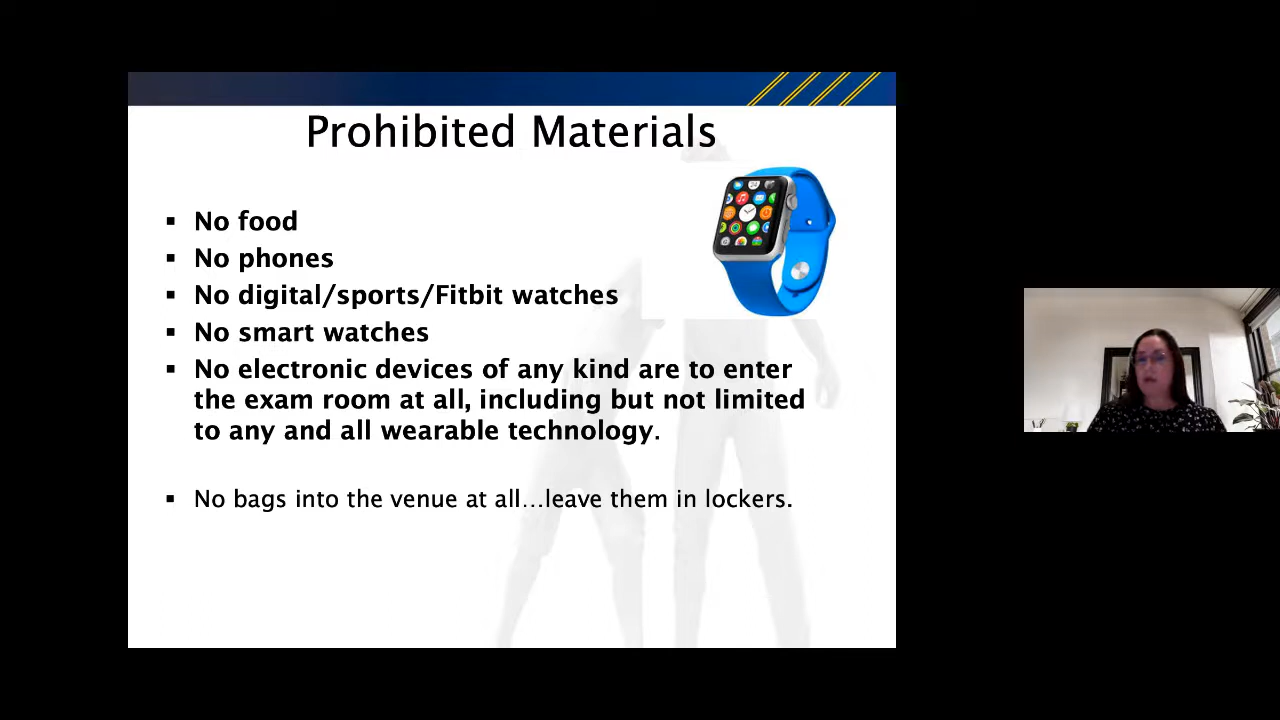 Prohibited Materials
▪ No food
▪ No phones
▪ No digital/sports/Fitbit watches
▪ No smart watches
▪ No electronic devices of any kind are to enter
the exam room at all, including but not limited
to any and all wearable technology.
▪ No bags into the venue at all…leave them in lockers.